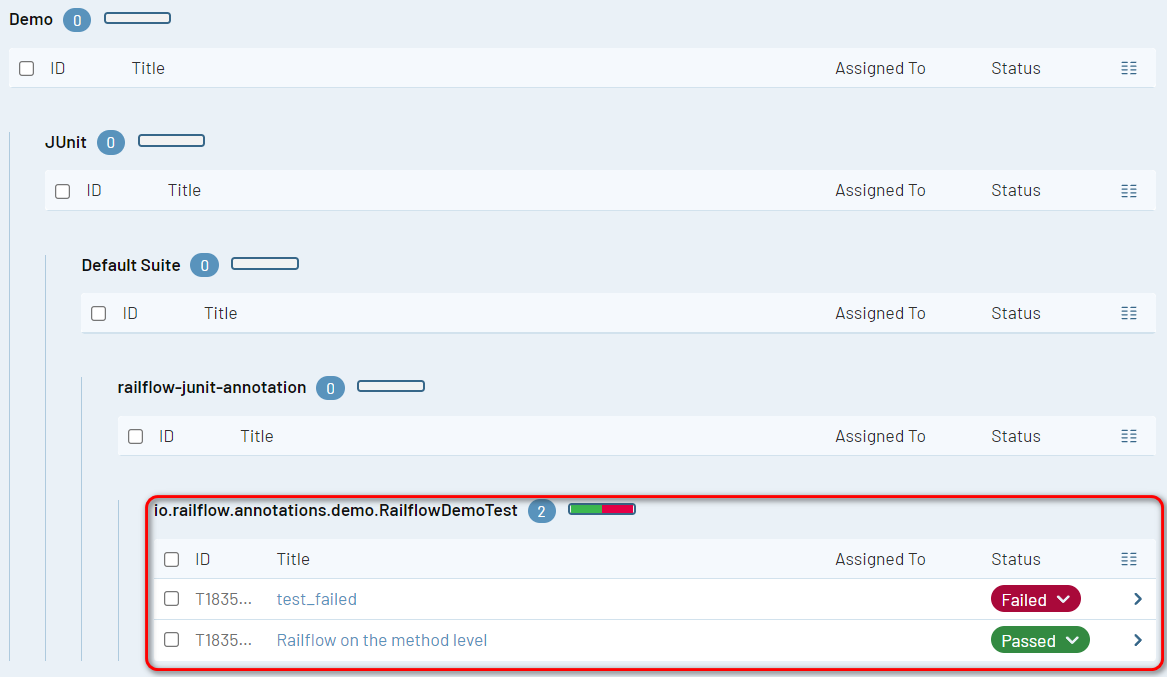 Demo 0
ID Title Assigned To Status
JUnit 0
ID Title Assigned To Status
Default Suite 0
ID Title Assigned To Status
railflow-junit-annotation 0
ID Title Assigned To Status
io.railflow.annotations.demo.RailflowDemoTest 2
ID Title Assigned To Status
T1835... test_failed Failed
T1835... Railflow on the method level Passed